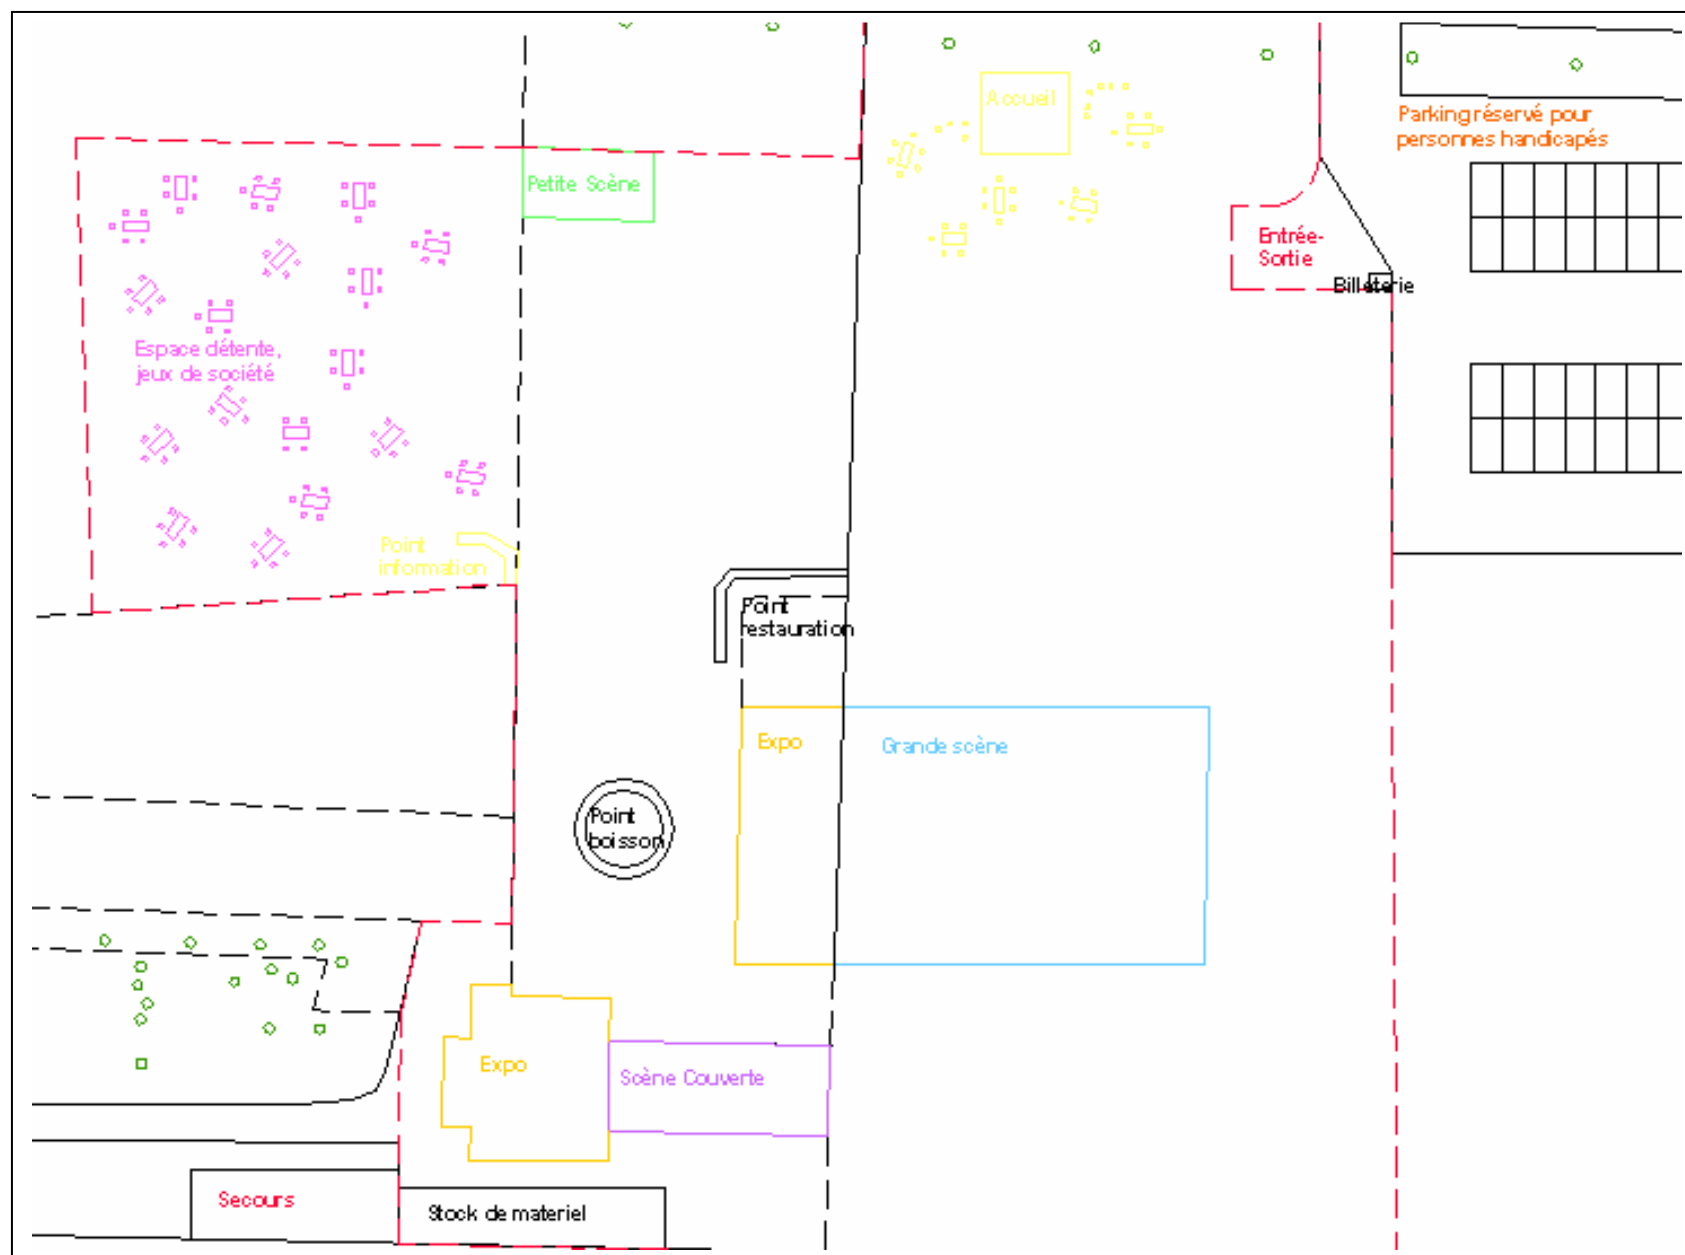 Accueil
Parking réservé pour
personnes handicapés
Petite Scène
Entrée-
Sortie
Billeterie
Espace détente,
jeux de société
Point
information
Point
restauration
Expo
Grande scène
Point
boisson
Expo
Scène Couverte
Secours
Stock de materiel